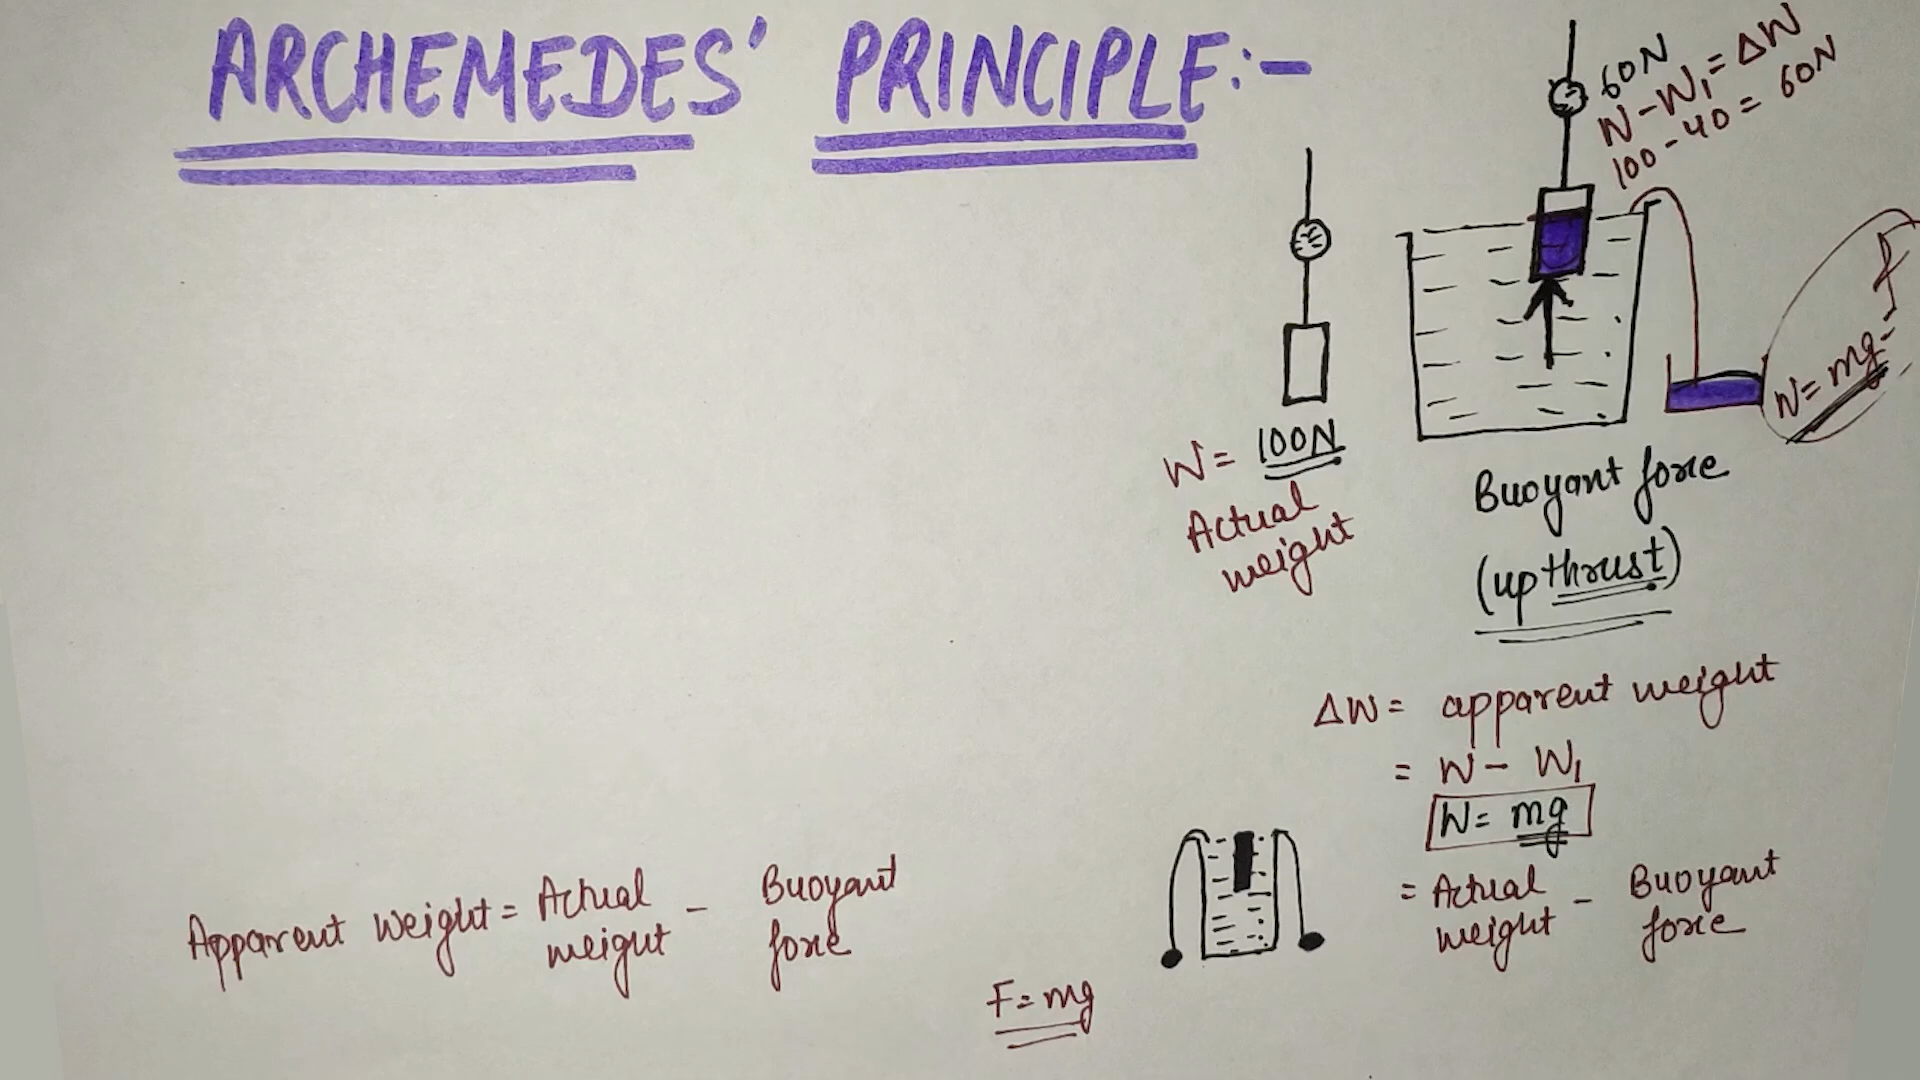 ARCHEMEDES' PRINCIPLE:-
60N
W-W1 = ΔW
100-40 = 60N
W = mg
W = 100N
Actual
weight
Buoyant force
(upthrust)
ΔW = apparent weight
= W - W1
W = mg
= Actual weight - Buoyant force
Apparent weight = Actual weight - Buoyant force
F = mg